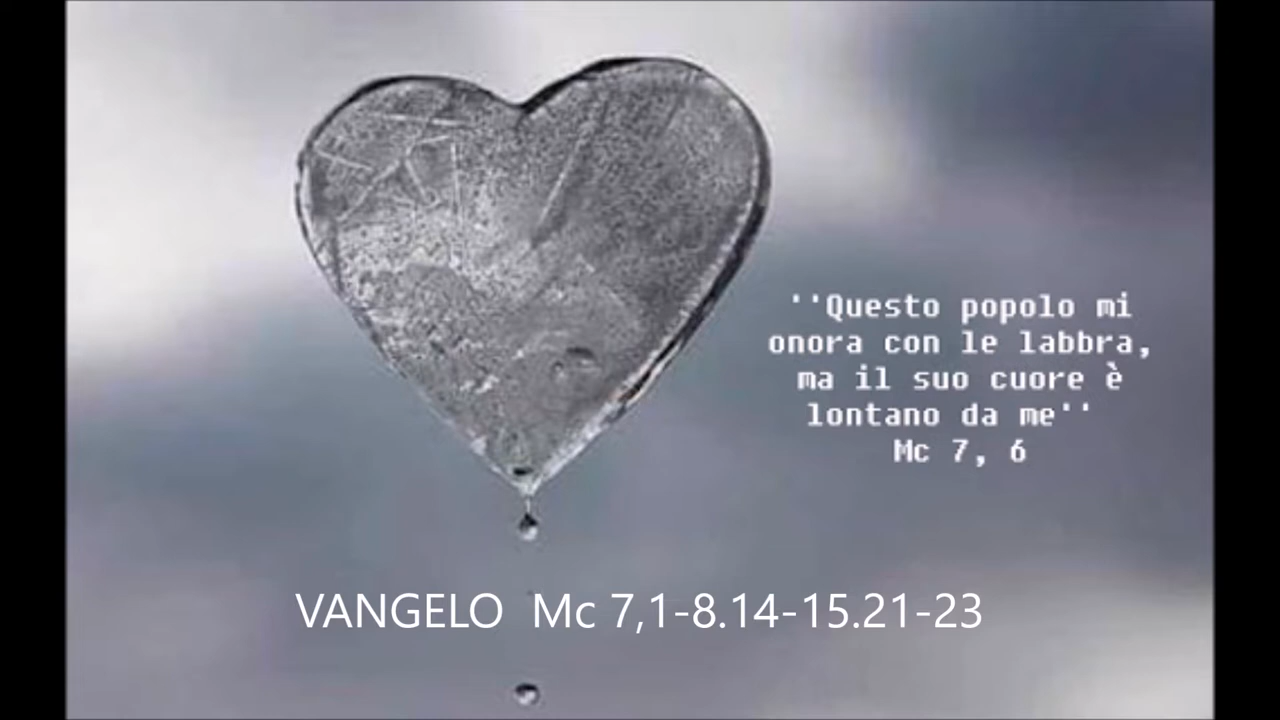 ''Questo popolo mi
onora con le labbra,
ma il suo cuore è
lontano da me''
Mc 7, 6
VANGELO Mc 7,1-8.14-15.21-23